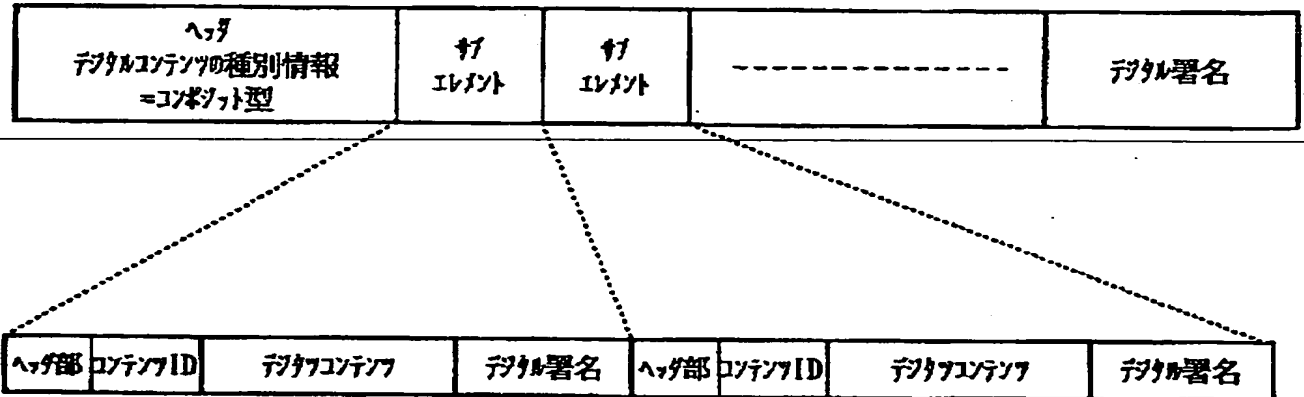 ヘッダ
デジタルコンテンツの種別情報
=コンポジット型
サブ
エレメント
サブ
エレメント
デジタル署名
ヘッダ部 コンテンツID デジタツコンテンツ デジタル署名 ヘッダ部 コンテンツID デジタツコンテンツ デジタル署名